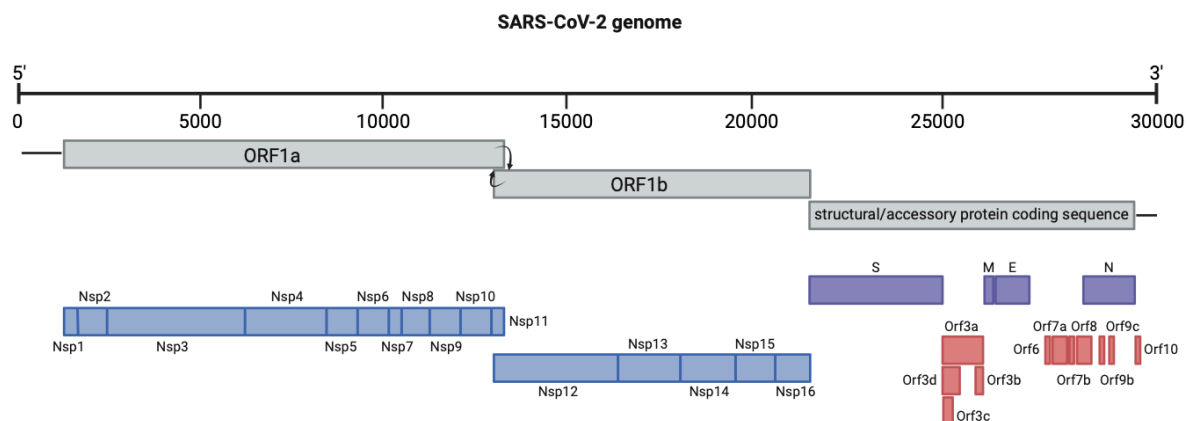 SARS-CoV-2 genome
5' 3'
0 5000 10000 15000 20000 25000 30000
ORF1a
ORF1b
structural/accessory protein coding sequence
S M E N
Nsp2 Nsp4 Nsp6 Nsp8 Nsp10
Nsp11
Nsp1 Nsp3 Nsp5 Nsp7 Nsp9
Orf3a Orf7a Orf8 Orf9c
Orf6 Orf10
Nsp13 Nsp15
Orf3d Orf3b Orf7b Orf9b
Nsp12 Nsp14 Nsp16
Orf3c